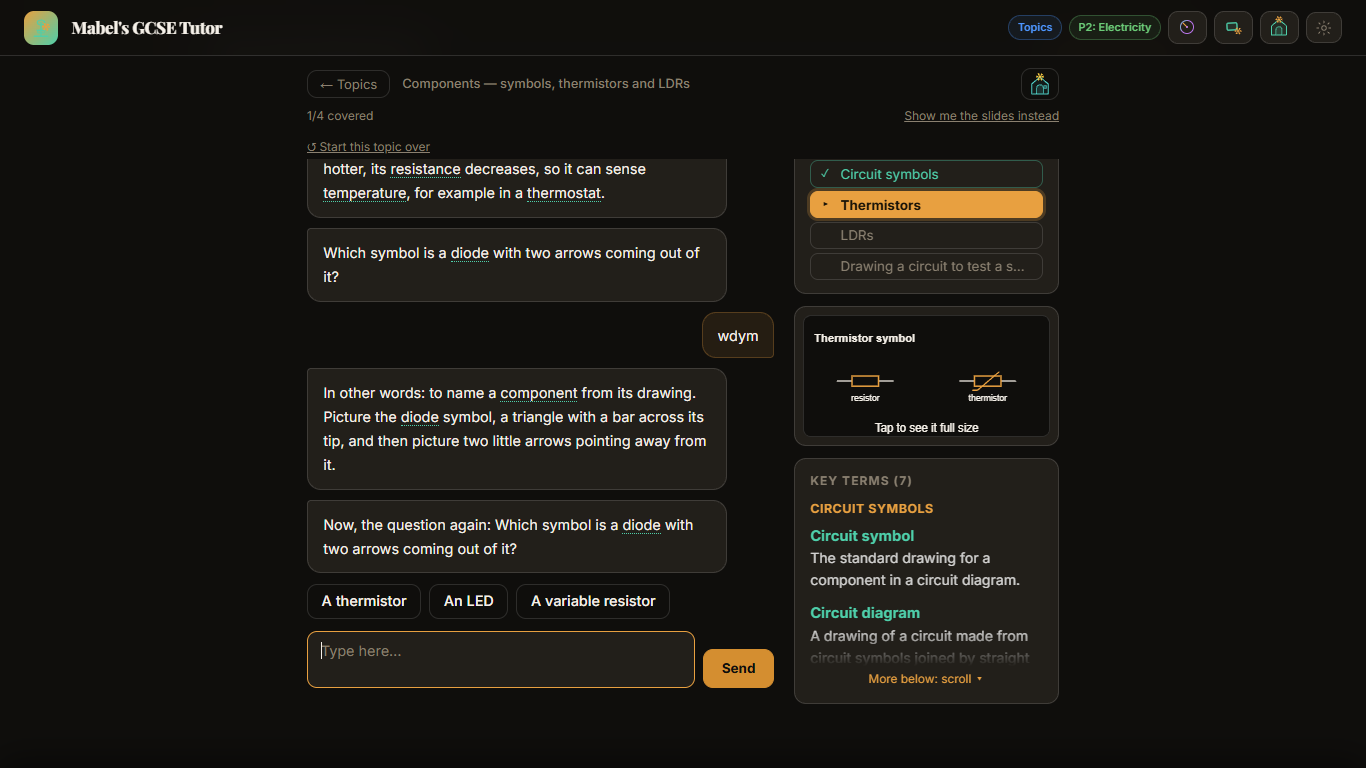 Mabel's GCSE Tutor
Topics
P2: Electricity
← Topics
Components — symbols, thermistors and LDRs
1/4 covered
Show me the slides instead
↺ Start this topic over
hotter, its resistance decreases, so it can sense
temperature, for example in a thermostat.
Which symbol is a diode with two arrows coming out of
it?
wdym
In other words: to name a component from its drawing.
Picture the diode symbol, a triangle with a bar across its
tip, and then picture two little arrows pointing away from
it.
Now, the question again: Which symbol is a diode with
two arrows coming out of it?
A thermistor
An LED
A variable resistor
Type here...
Send
✓ Circuit symbols
‣ Thermistors
LDRs
Drawing a circuit to test a s...
Thermistor symbol
resistor
thermistor
Tap to see it full size
KEY TERMS (7)
CIRCUIT SYMBOLS
Circuit symbol
The standard drawing for a
component in a circuit diagram.
Circuit diagram
A drawing of a circuit made from
circuit symbols joined by straight
More below: scroll ▾